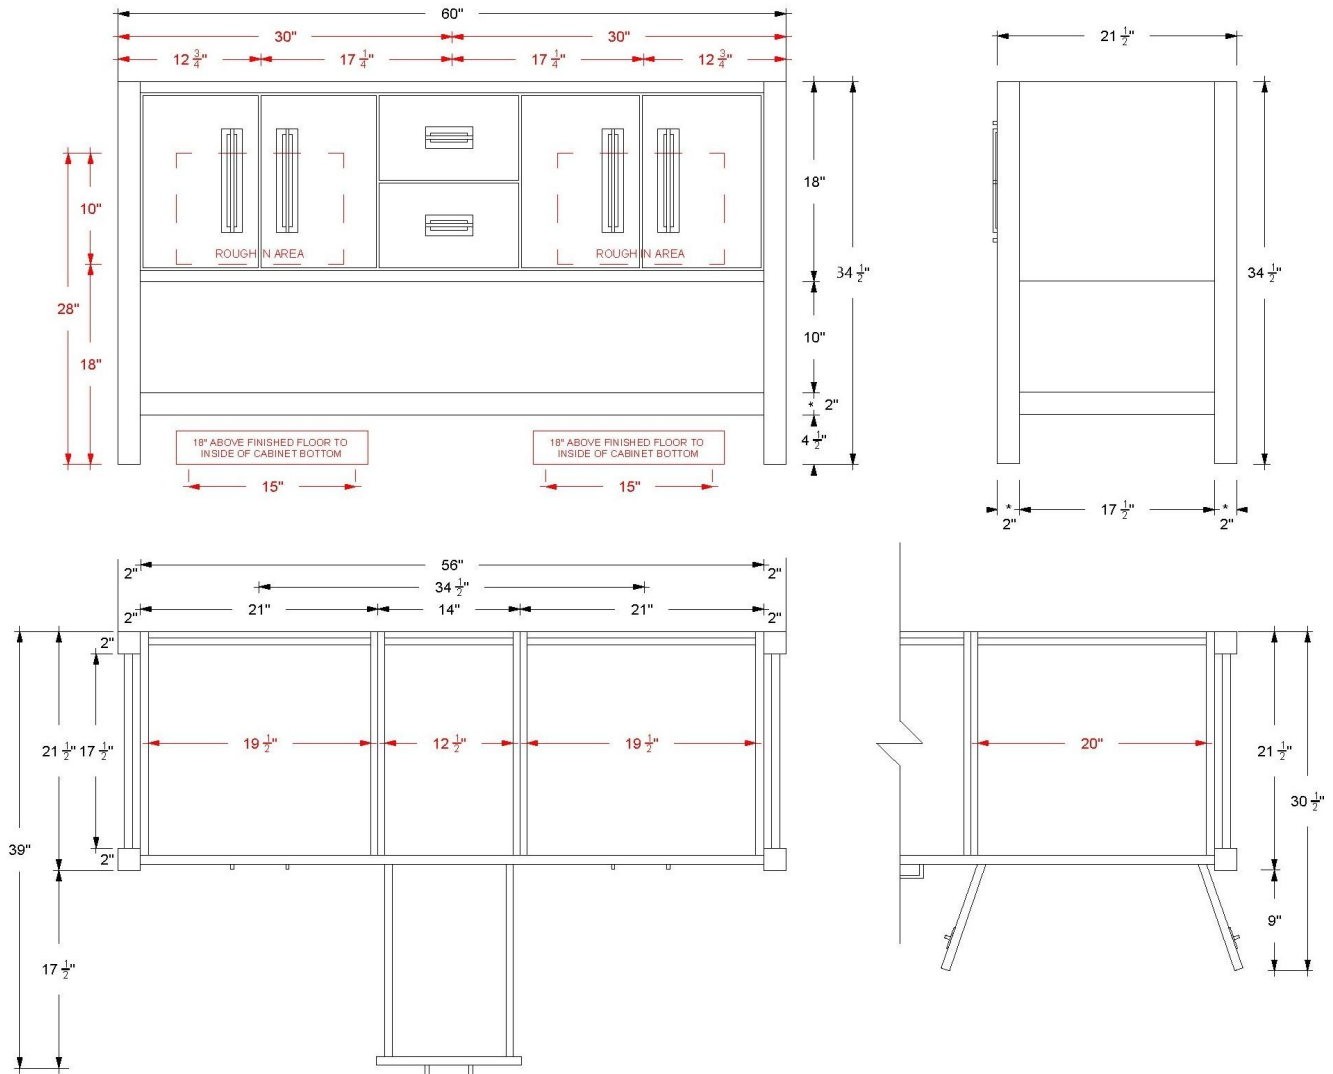 60"
30" 30"
12 3/4" 17 1/4" 17 1/4" 12 3/4"
21 1/2"
18"
10"
ROUGH IN AREA ROUGH IN AREA
34 1/2" 34 1/2"
28"
10"
18"
* 2"
18" ABOVE FINISHED FLOOR TO
INSIDE OF CABINET BOTTOM
18" ABOVE FINISHED FLOOR TO
INSIDE OF CABINET BOTTOM
4 1/2"
15" 15"
* 2" 17 1/2" * 2"
56"
2" 2"
34 1/2"
2" 21" 14" 21" 2"
2"
19 1/2" 12 1/2" 19 1/2" 20"
21 1/2" 17 1/2" 21 1/2"
30 1/2"
39"
2"
9"
17 1/2"